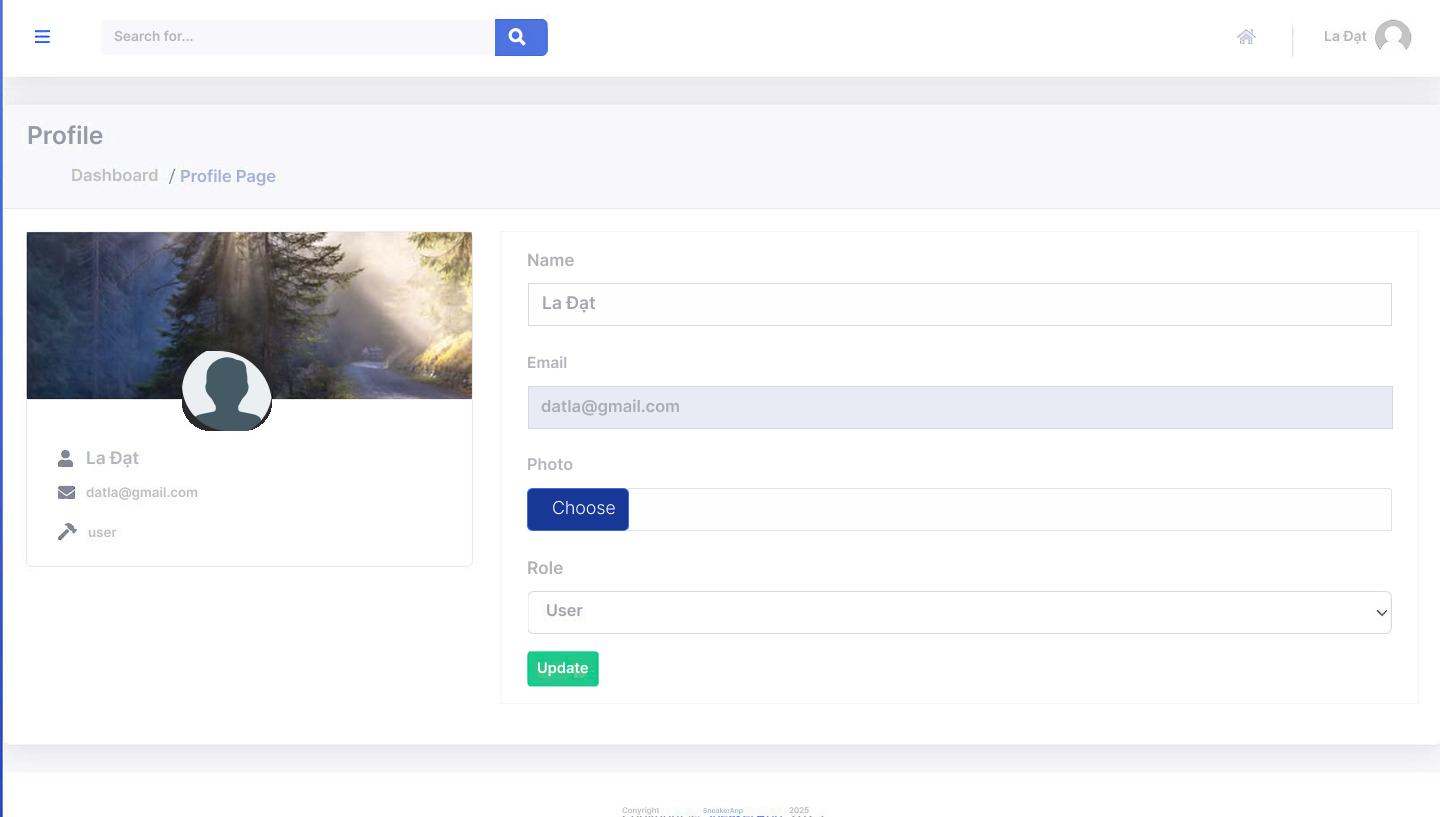 Search for...
La Đạt
Profile
Dashboard / Profile Page
La Đạt
datla@gmail.com
user
Name
La Đạt
Email
datla@gmail.com
Photo
Choose
Role
User
Update
Copyright SneakerApp 2025